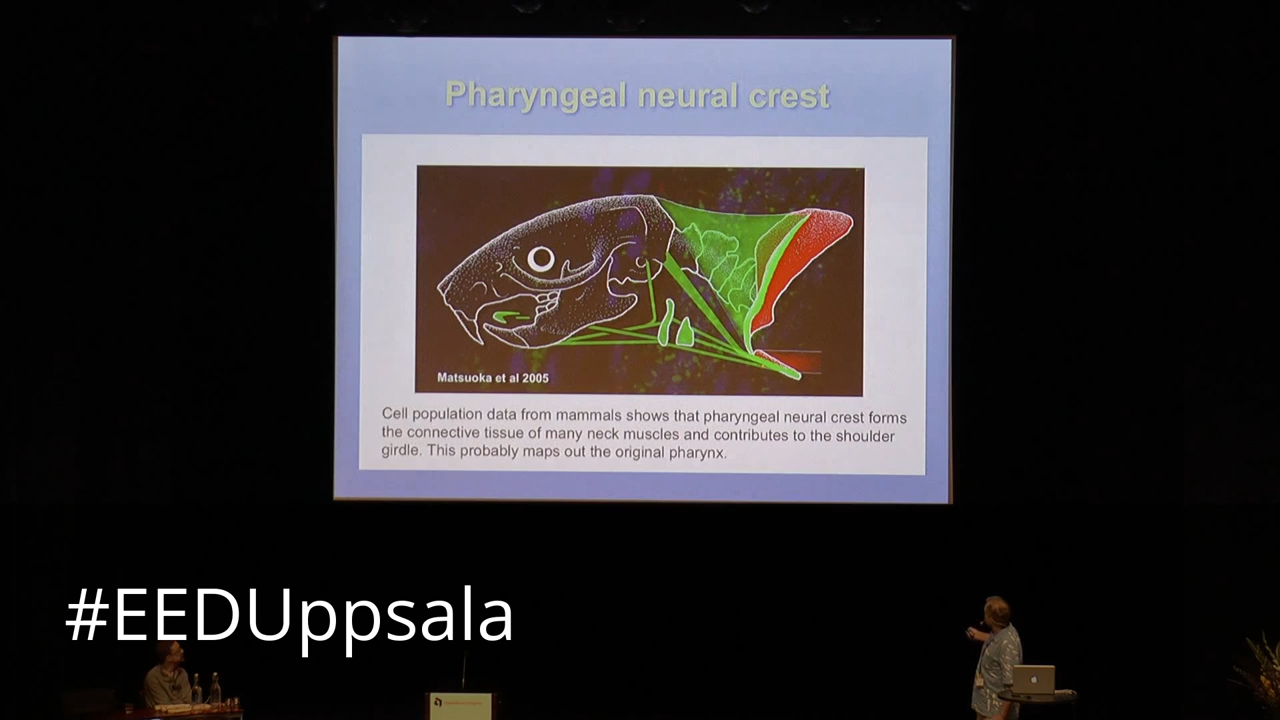 Pharyngeal neural crest
Matsuoka et al 2005
Cell population data from mammals shows that pharyngeal neural crest forms
the connective tissue of many neck muscles and contributes to the shoulder
girdle. This probably maps out the original pharynx.
#EEDUppsala